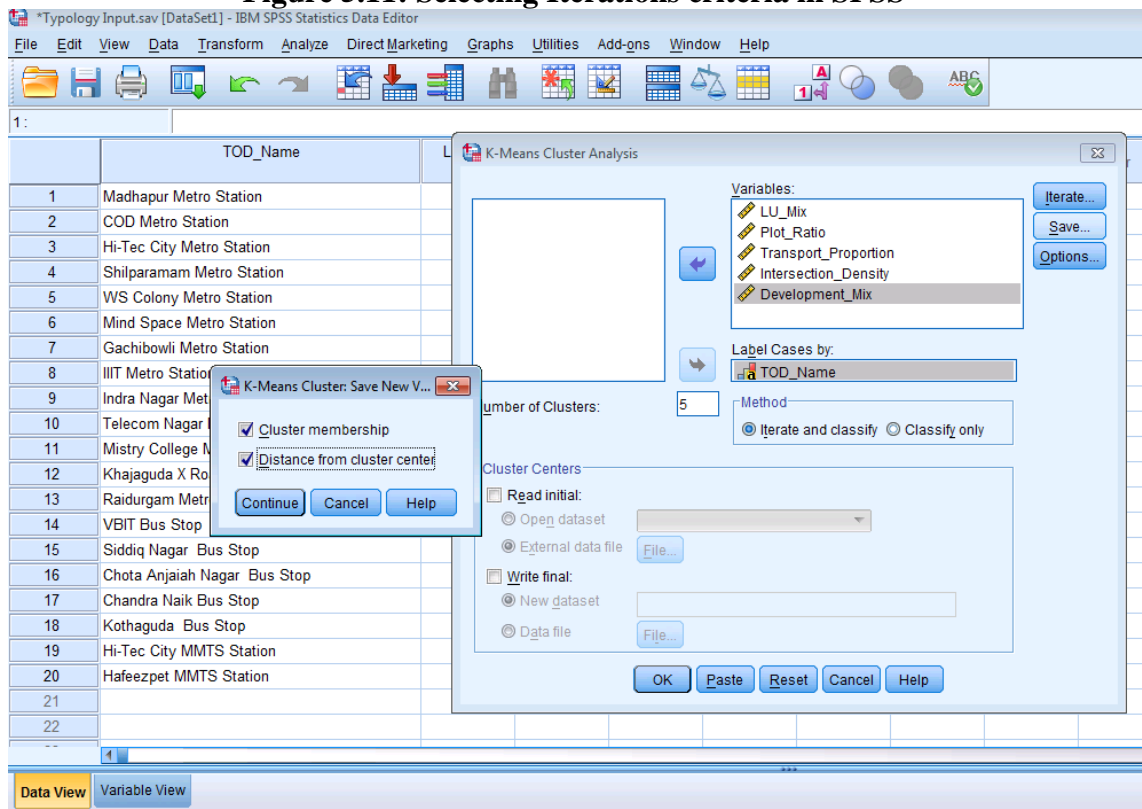 *Typology Input.sav [DataSet1] - IBM SPSS Statistics Data Editor
File Edit View Data Transform Analyze Direct Marketing Graphs Utilities Add-ons Window Help
1 :
TOD_Name
K-Means Cluster Analysis
1 Madhapur Metro Station
2 COD Metro Station
3 Hi-Tec City Metro Station
4 Shilparamam Metro Station
5 WS Colony Metro Station
6 Mind Space Metro Station
7 Gachibowli Metro Station
8 IIIT Metro Station
9 Indra Nagar Met
10 Telecom Nagar
11 Mistry College
12 Khajaguda X Ro
13 Raidurgam Metr
14 VBIT Bus Stop
15 Siddiq Nagar Bus Stop
16 Chota Anjaiah Nagar Bus Stop
17 Chandra Naik Bus Stop
18 Kothaguda Bus Stop
19 Hi-Tec City MMTS Station
20 Hafeezpet MMTS Station
21
22
Variables:
LU_Mix
Plot_Ratio
Transport_Proportion
Intersection_Density
Development_Mix
Iterate...
Save...
Options...
Label Cases by:
TOD_Name
umber of Clusters: 5
Method
Iterate and classify Classify only
Cluster Centers
Read initial:
Open dataset
External data file File...
Write final:
New dataset
Data file File...
OK Paste Reset Cancel Help
K-Means Cluster: Save New V...
Cluster membership
Distance from cluster center
Continue Cancel Help
Data View Variable View